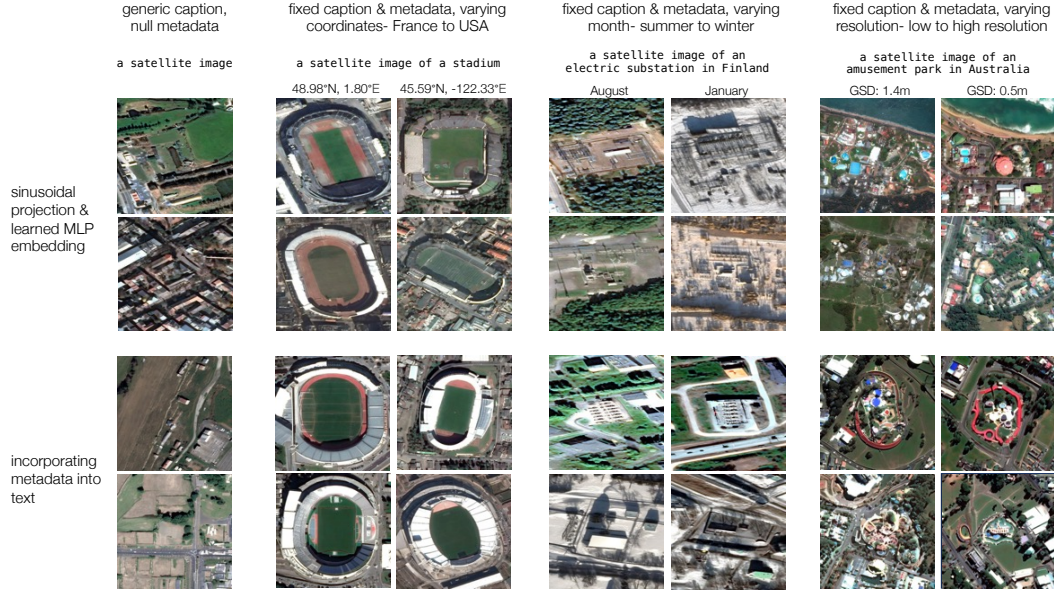 generic caption,
null metadata
fixed caption & metadata, varying
coordinates- France to USA
fixed caption & metadata, varying
month- summer to winter
fixed caption & metadata, varying
resolution- low to high resolution
a satellite image
a satellite image of a stadium
a satellite image of an
electric substation in Finland
a satellite image of an
amusement park in Australia
48.98°N, 1.80°E
45.59°N, -122.33°E
August
January
GSD: 1.4m
GSD: 0.5m
sinusoidal
projection &
learned MLP
embedding
incorporating
metadata into
text